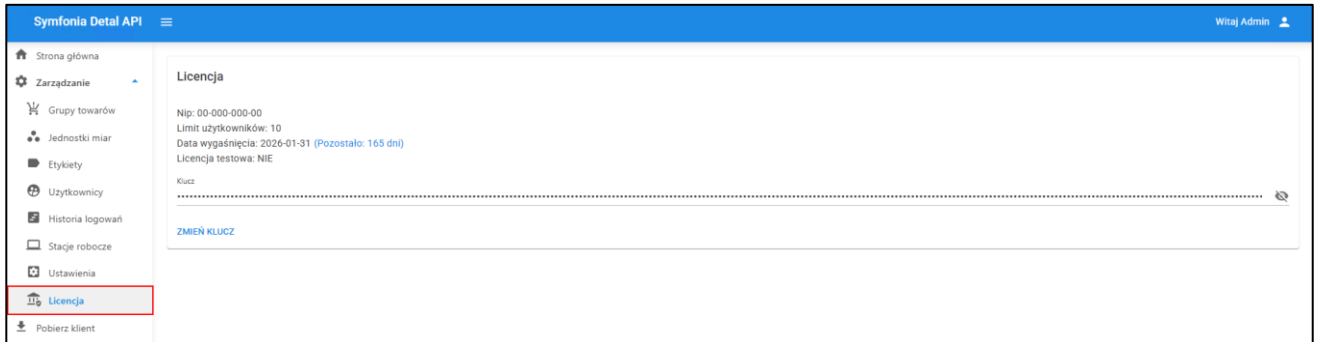 Symfonia Detal API
Witaj Admin
Strona główna
Zarządzanie
Grupy towarów
Jednostki miar
Etykiety
Użytkownicy
Historia logowań
Stacje robocze
Ustawienia
Licencja
Pobierz klient
Licencja
Nip: 00-000-000-00
Limit użytkowników: 10
Data wygaśnięcia: 2026-01-31 (Pozostało: 165 dni)
Licencja testowa: NIE
Klucz
ZMIEŃ KLUCZ